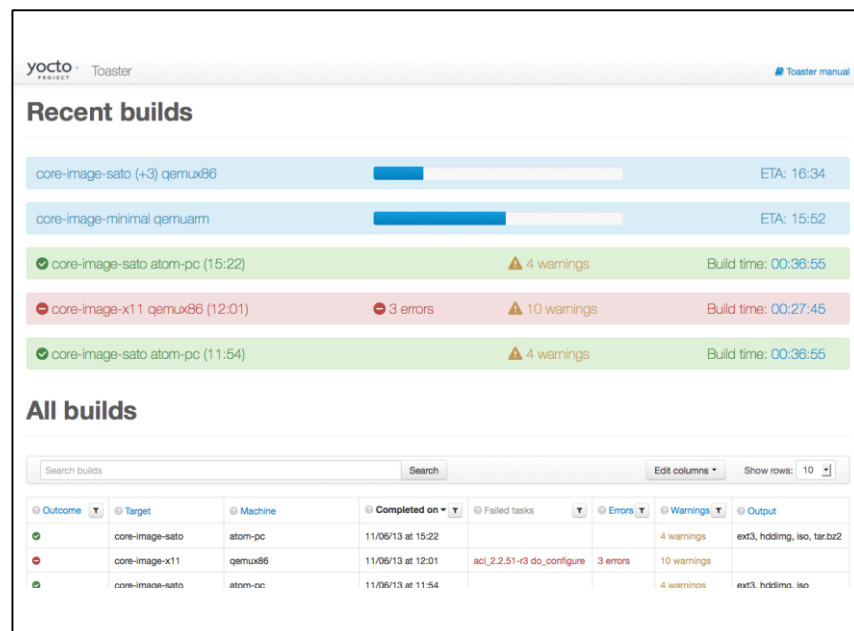 yocto · Toaster Toaster manual
PROJECT
Recent builds
core-image-sato (+3) qemux86 ETA: 16:34
core-image-minimal qemuarm ETA: 15:52
core-image-sato atom-pc (15:22) 4 warnings Build time: 00:36:55
core-image-x11 qemux86 (12:01) 3 errors 10 warnings Build time: 00:27:45
core-image-sato atom-pc (11:54) 4 warnings Build time: 00:36:55
All builds
Search builds Search Edit columns Show rows: 10
Outcome Target Machine Completed on Failed tasks Errors Warnings Output
core-image-sato atom-pc 11/06/13 at 15:22 4 warnings ext3, hddimg, iso, tar.bz2
core-image-x11 qemux86 11/06/13 at 12:01 acl_2.2.51-r3 do_configure 3 errors 10 warnings
core-image-sato atom-pc 11/06/13 at 11:54 4 warnings ext3, hddimg, iso